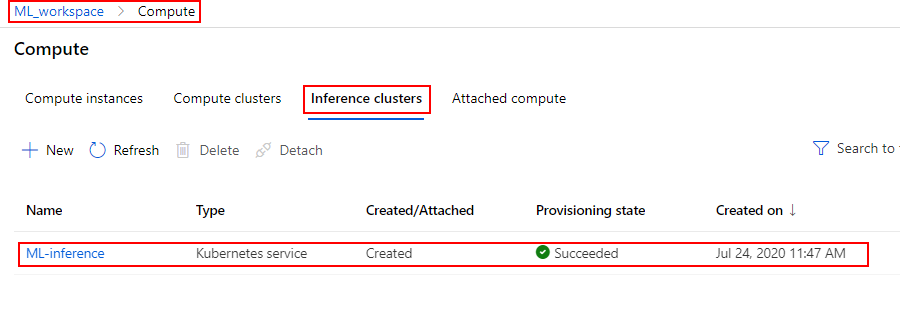 ML_workspace > Compute
Compute
Compute instances Compute clusters Inference clusters Attached compute
New Refresh Delete Detach Search to
Name Type Created/Attached Provisioning state Created on ↓
ML-inference Kubernetes service Created Succeeded Jul 24, 2020 11:47 AM